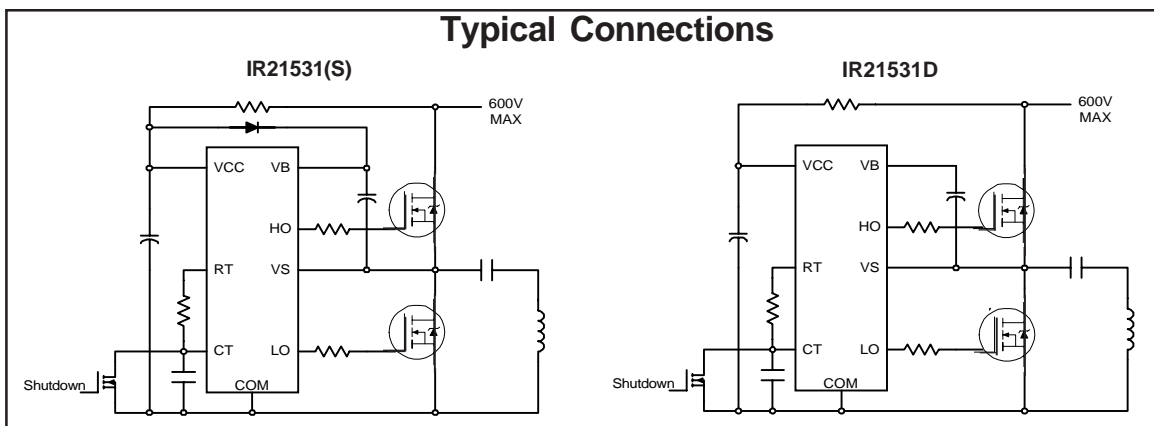 Typical Connections
IR21531(S)
600V
MAX
VCC
VB
HO
RT
VS
CT
LO
COM
Shutdown
IR21531D
600V
MAX
VCC
VB
HO
RT
VS
CT
LO
COM
Shutdown